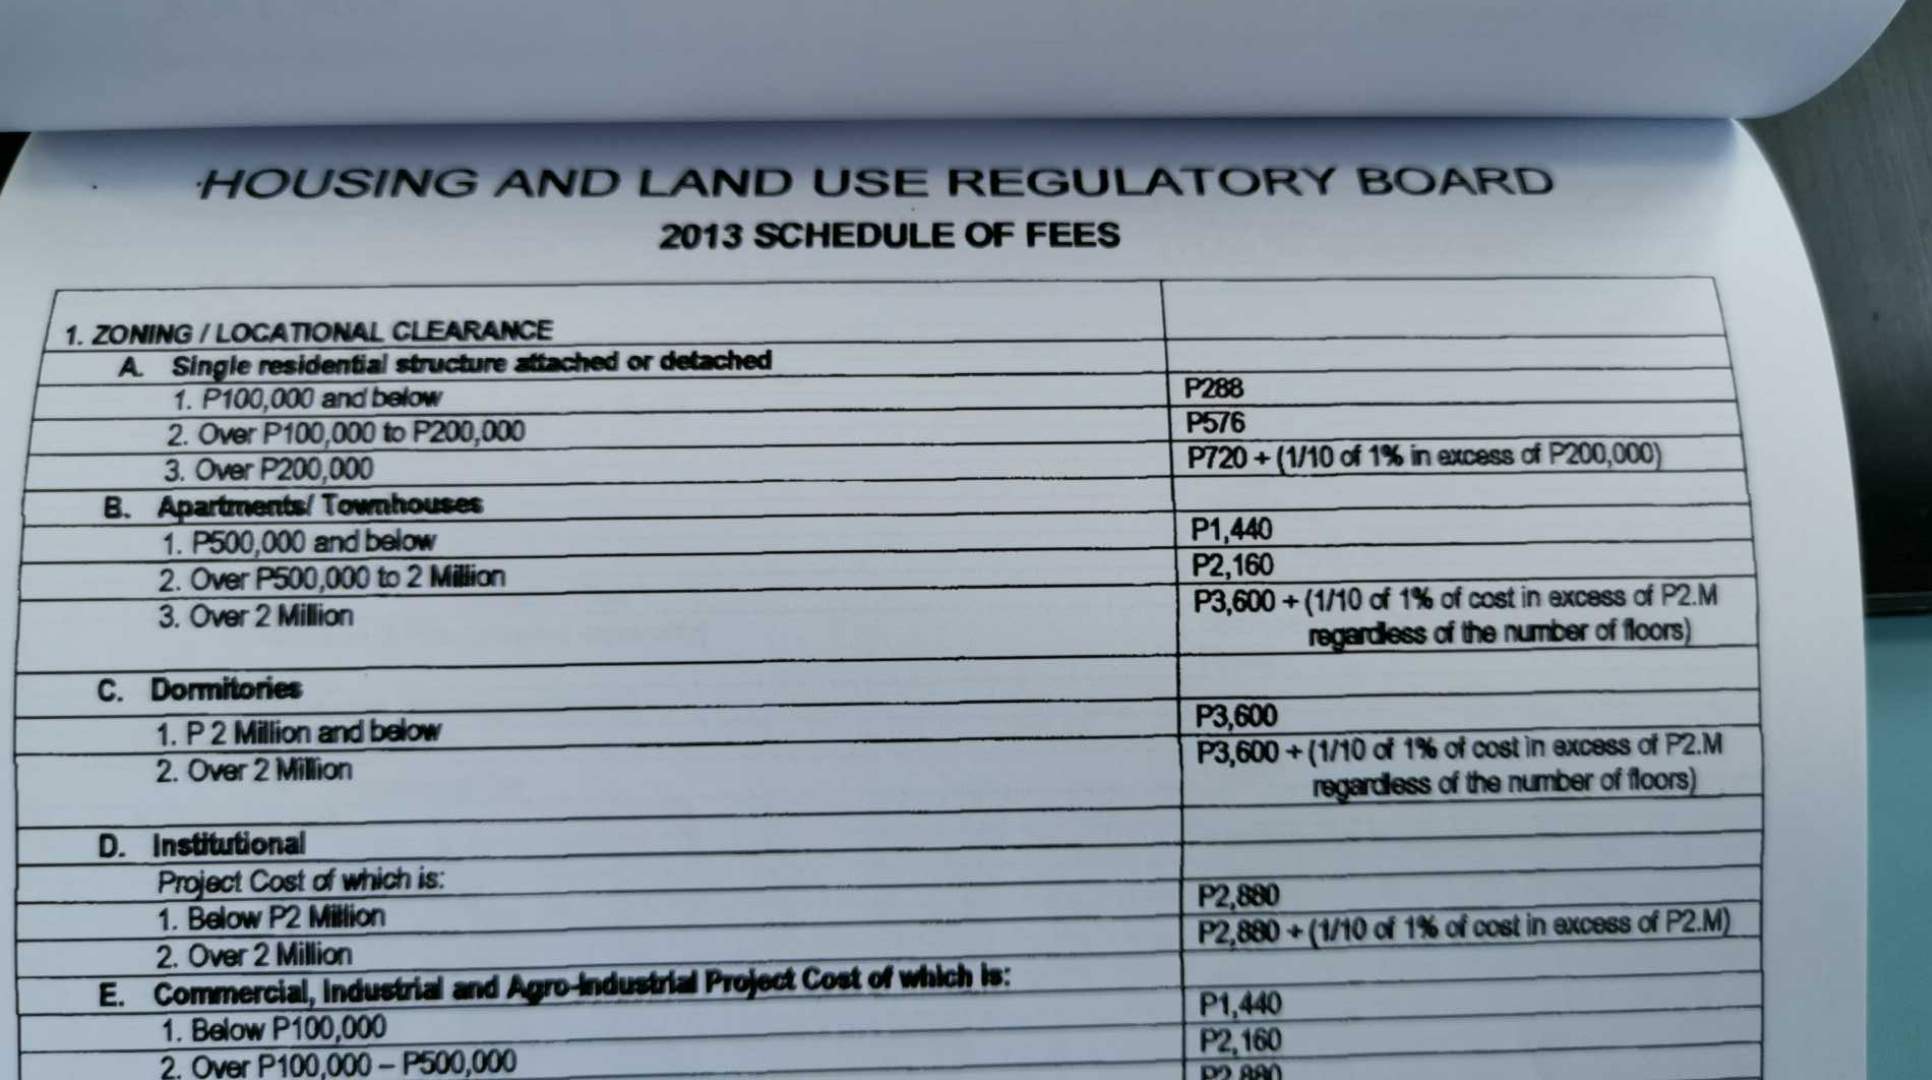 HOUSING AND LAND USE REGULATORY BOARD
2013 SCHEDULE OF FEES
1. ZONING / LOCATIONAL CLEARANCE
A. Single residential structure attached or detached
1. P100,000 and below P288
2. Over P100,000 to P200,000 P576
3. Over P200,000 P720 + (1/10 of 1% in excess of P200,000)
B. Apartments/ Townhouses
1. P500,000 and below P1,440
2. Over P500,000 to 2 Million P2,160
3. Over 2 Million P3,600 + (1/10 of 1% of cost in excess of P2.M
regardless of the number of floors)
C. Dormitories
1. P 2 Million and below P3,600
2. Over 2 Million P3,600 + (1/10 of 1% of cost in excess of P2.M
regardless of the number of floors)
D. Institutional
Project Cost of which is:
1. Below P2 Million P2,880
2. Over 2 Million P2,880 + (1/10 of 1% of cost in excess of P2.M)
E. Commercial, Industrial and Agro-Industrial Project Cost of which is:
1. Below P100,000 P1,440
2. Over P100,000 – P500,000 P2,160
P2,880